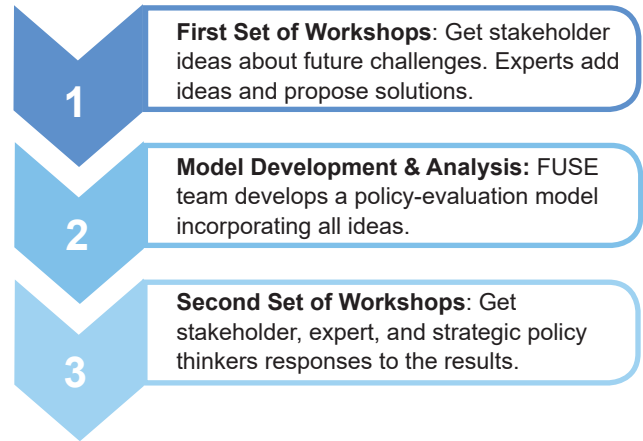 1
First Set of Workshops: Get stakeholder
ideas about future challenges. Experts add
ideas and propose solutions.
2
Model Development & Analysis: FUSE
team develops a policy-evaluation model
incorporating all ideas.
3
Second Set of Workshops: Get
stakeholder, expert, and strategic policy
thinkers responses to the results.